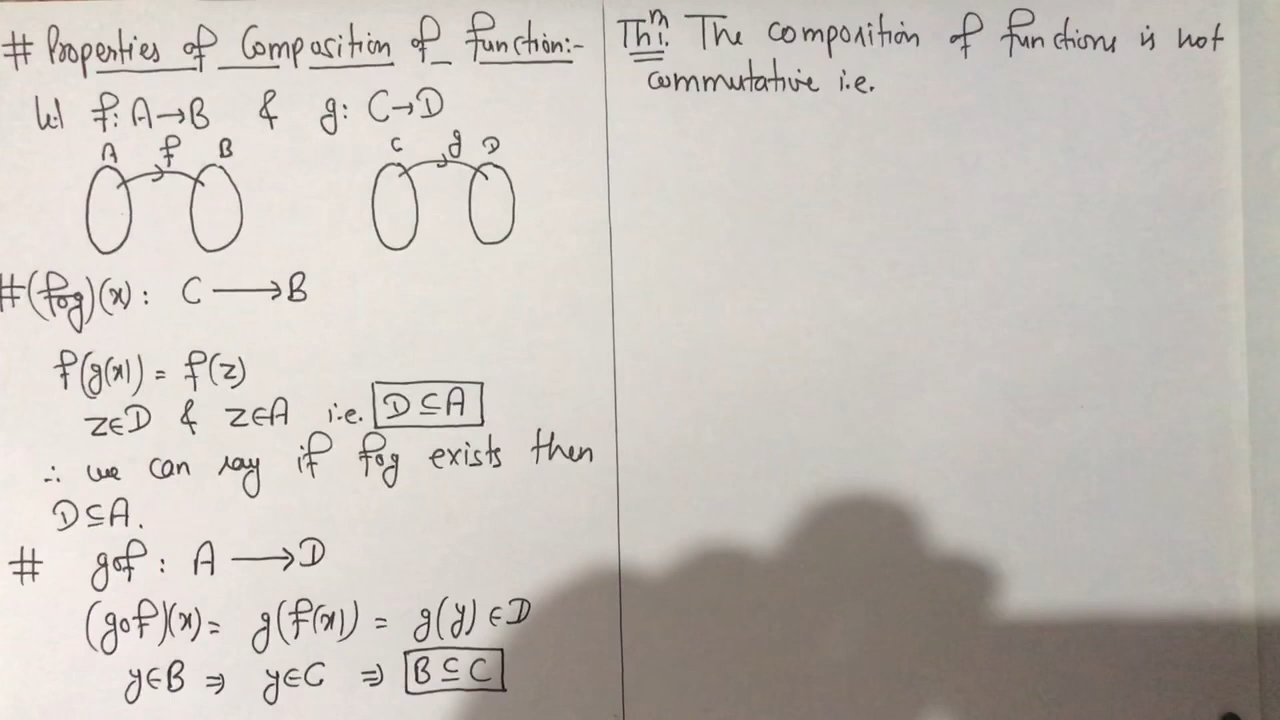 # Properties of Composition of function:-
let f: A→B & g: C→D
A f B C g D
#(fog)(x): C ⟶ B
f(g(x)) = f(z)
z∈D & z∈A i.e. D⊆A
∴ we can say if fog exists then
D⊆A.
# gof : A ⟶ D
(gof)(x) = g(f(x)) = g(y) ∈ D
y∈B ⇒ y∈C ⇒ B⊆C
Thm1. The composition of functions is not
commutative i.e.